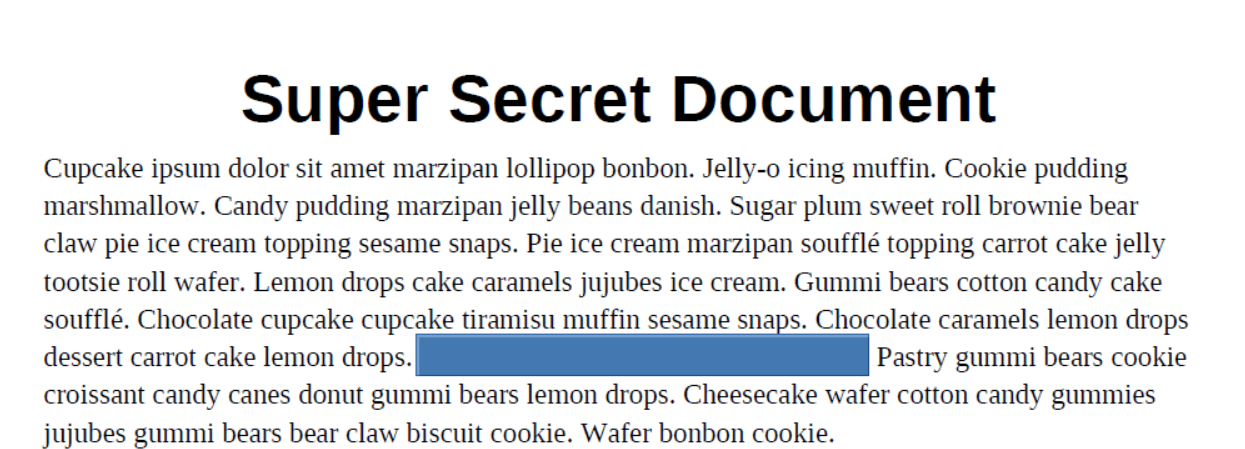 Super Secret Document
Cupcake ipsum dolor sit amet marzipan lollipop bonbon. Jelly-o icing muffin. Cookie pudding
marshmallow. Candy pudding marzipan jelly beans danish. Sugar plum sweet roll brownie bear
claw pie ice cream topping sesame snaps. Pie ice cream marzipan soufflé topping carrot cake jelly
tootsie roll wafer. Lemon drops cake caramels jujubes ice cream. Gummi bears cotton candy cake
soufflé. Chocolate cupcake cupcake tiramisu muffin sesame snaps. Chocolate caramels lemon drops
dessert carrot cake lemon drops. Pastry gummi bears cookie
croissant candy canes donut gummi bears lemon drops. Cheesecake wafer cotton candy gummies
jujubes gummi bears bear claw biscuit cookie. Wafer bonbon cookie.